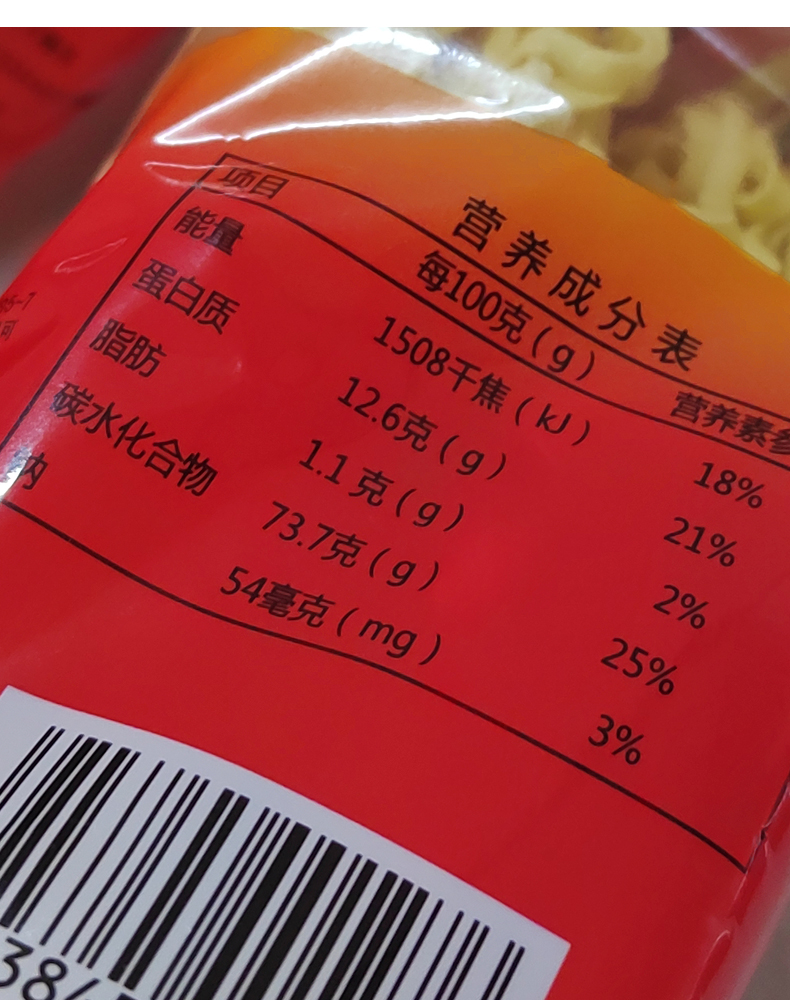 营养成分表
项目 每100克(g) 营养素参
能量 1508千焦(kJ) 18%
蛋白质 12.6克(g) 21%
脂肪 1.1克(g) 2%
碳水化合物 73.7克(g) 25%
钠 54毫克(mg) 3%